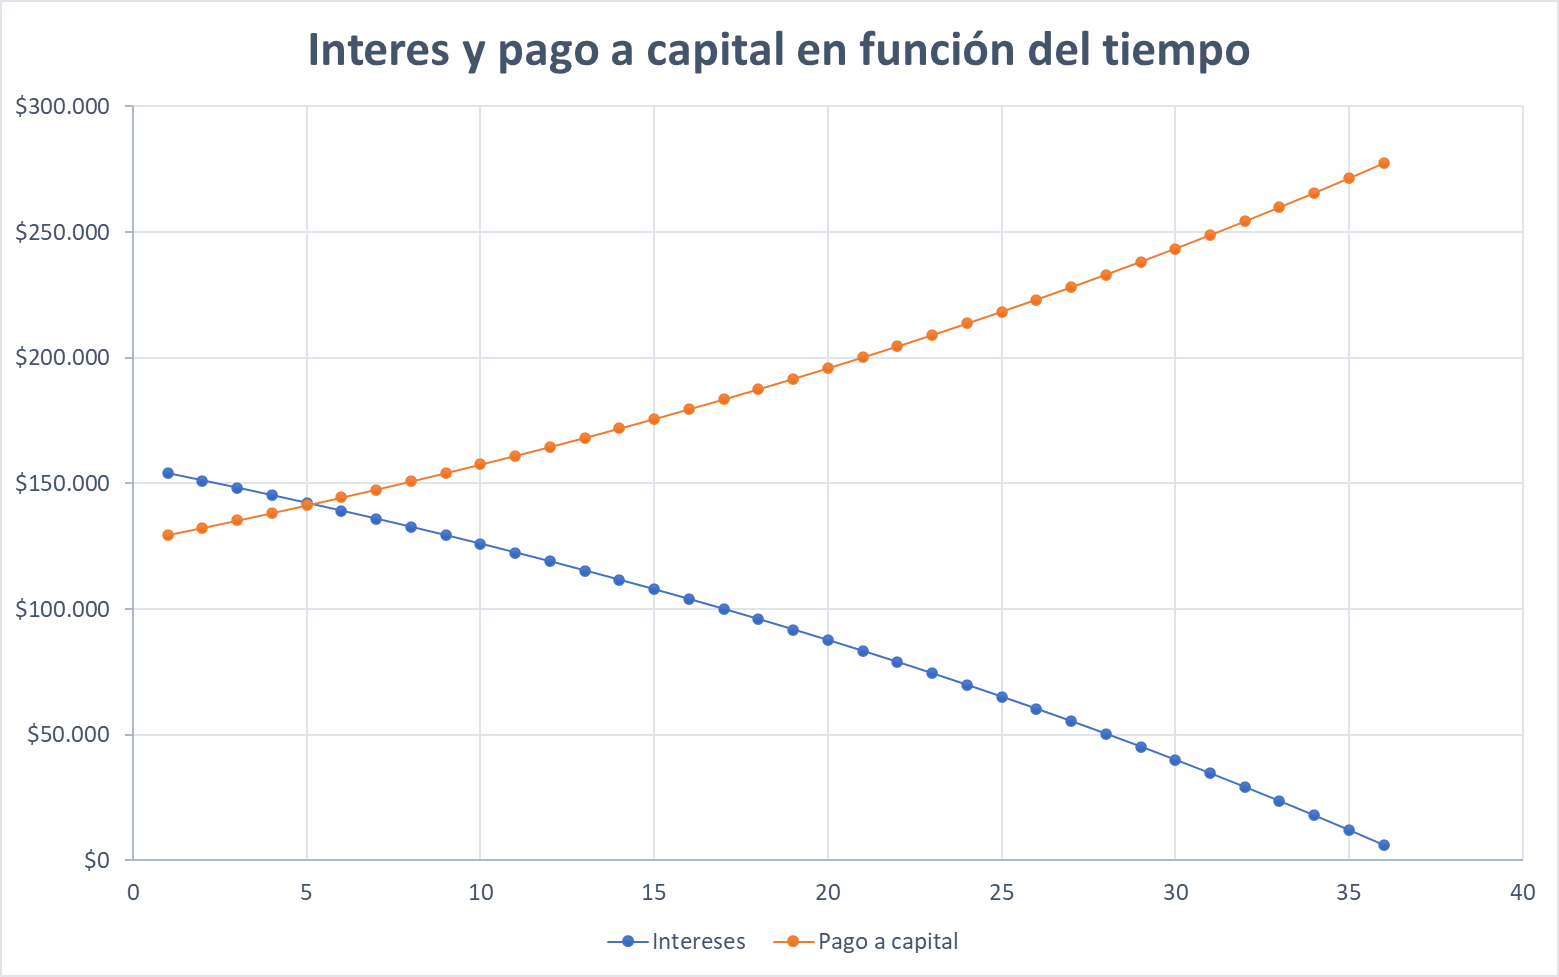 Interes y pago a capital en función del tiempo
$300.000
$250.000
$200.000
$150.000
$100.000
$50.000
$0
0 5 10 15 20 25 30 35 40
Intereses Pago a capital